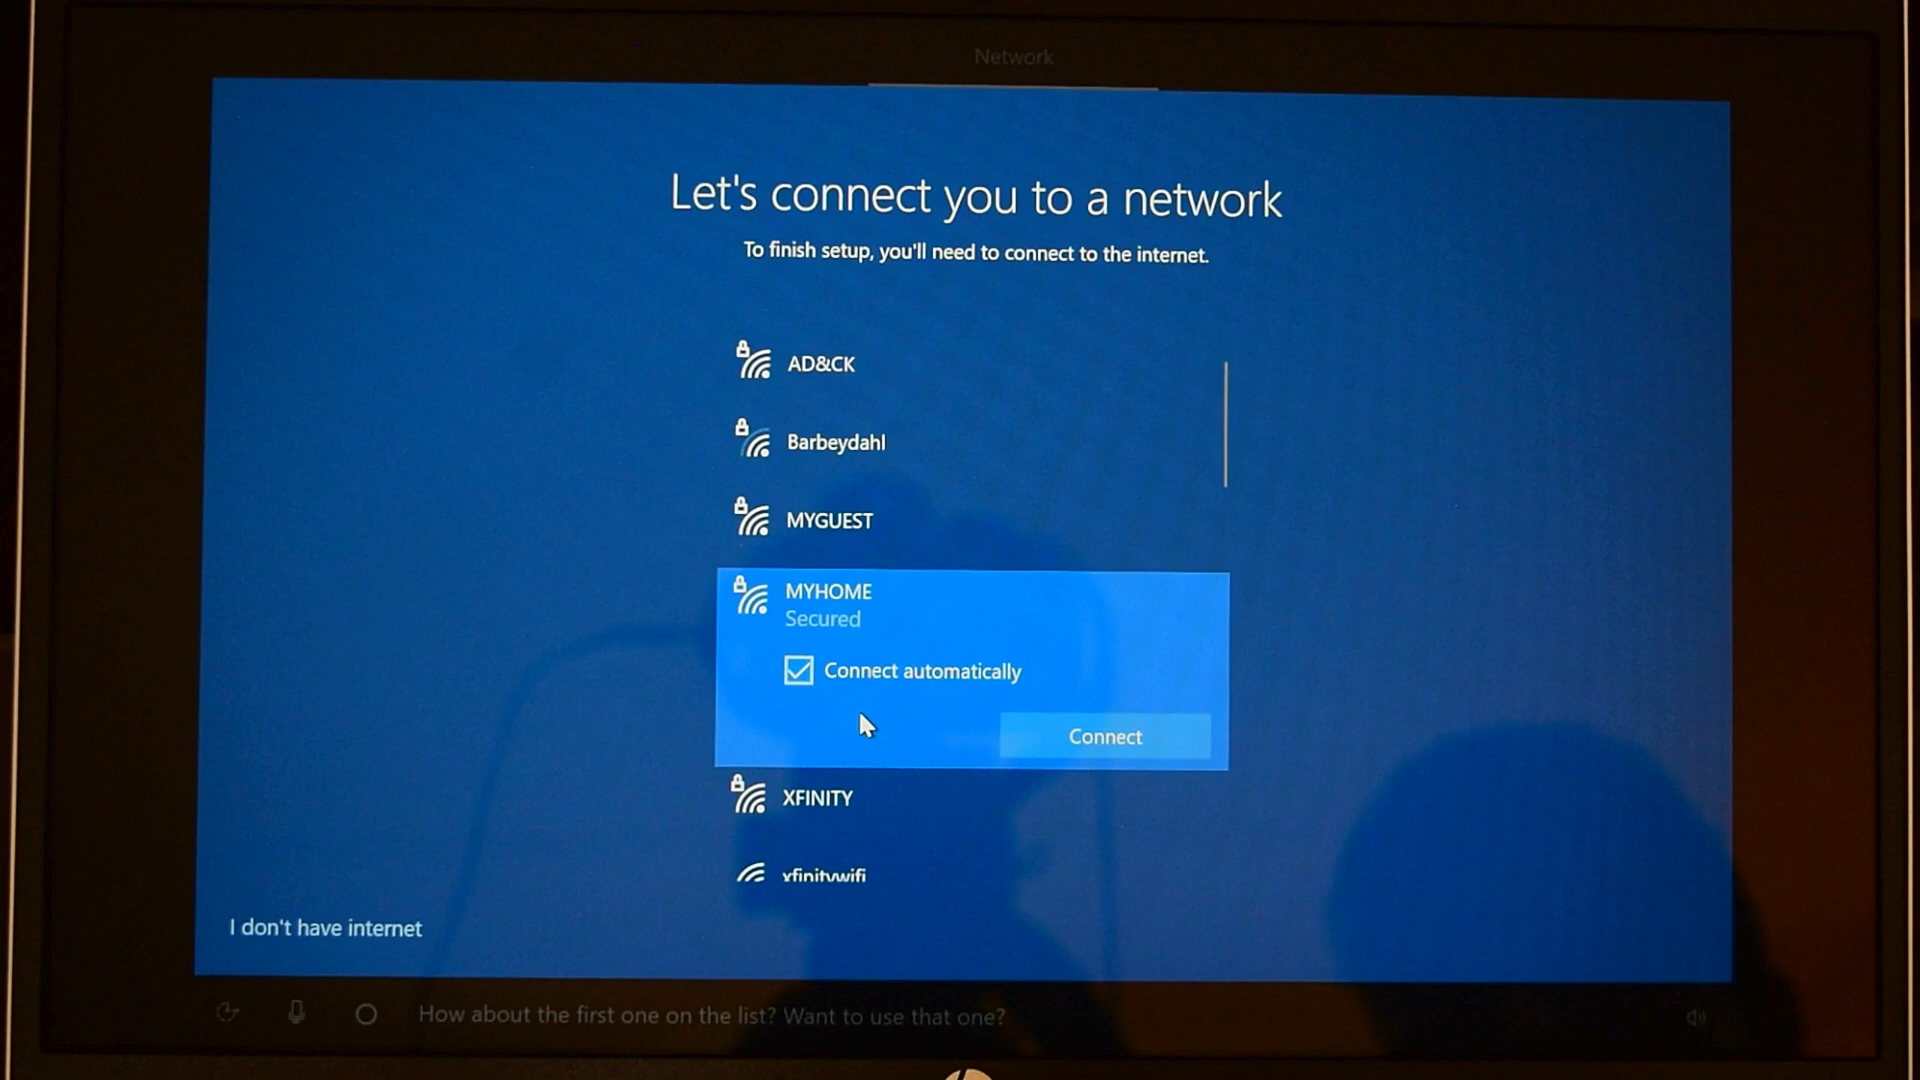 Network
Let's connect you to a network
To finish setup, you'll need to connect to the internet.
AD&CK
Barbeydahl
MYGUEST
MYHOME
Secured
Connect automatically
Connect
XFINITY
xfinitywifi
I don't have internet
How about the first one on the list? Want to use that one?